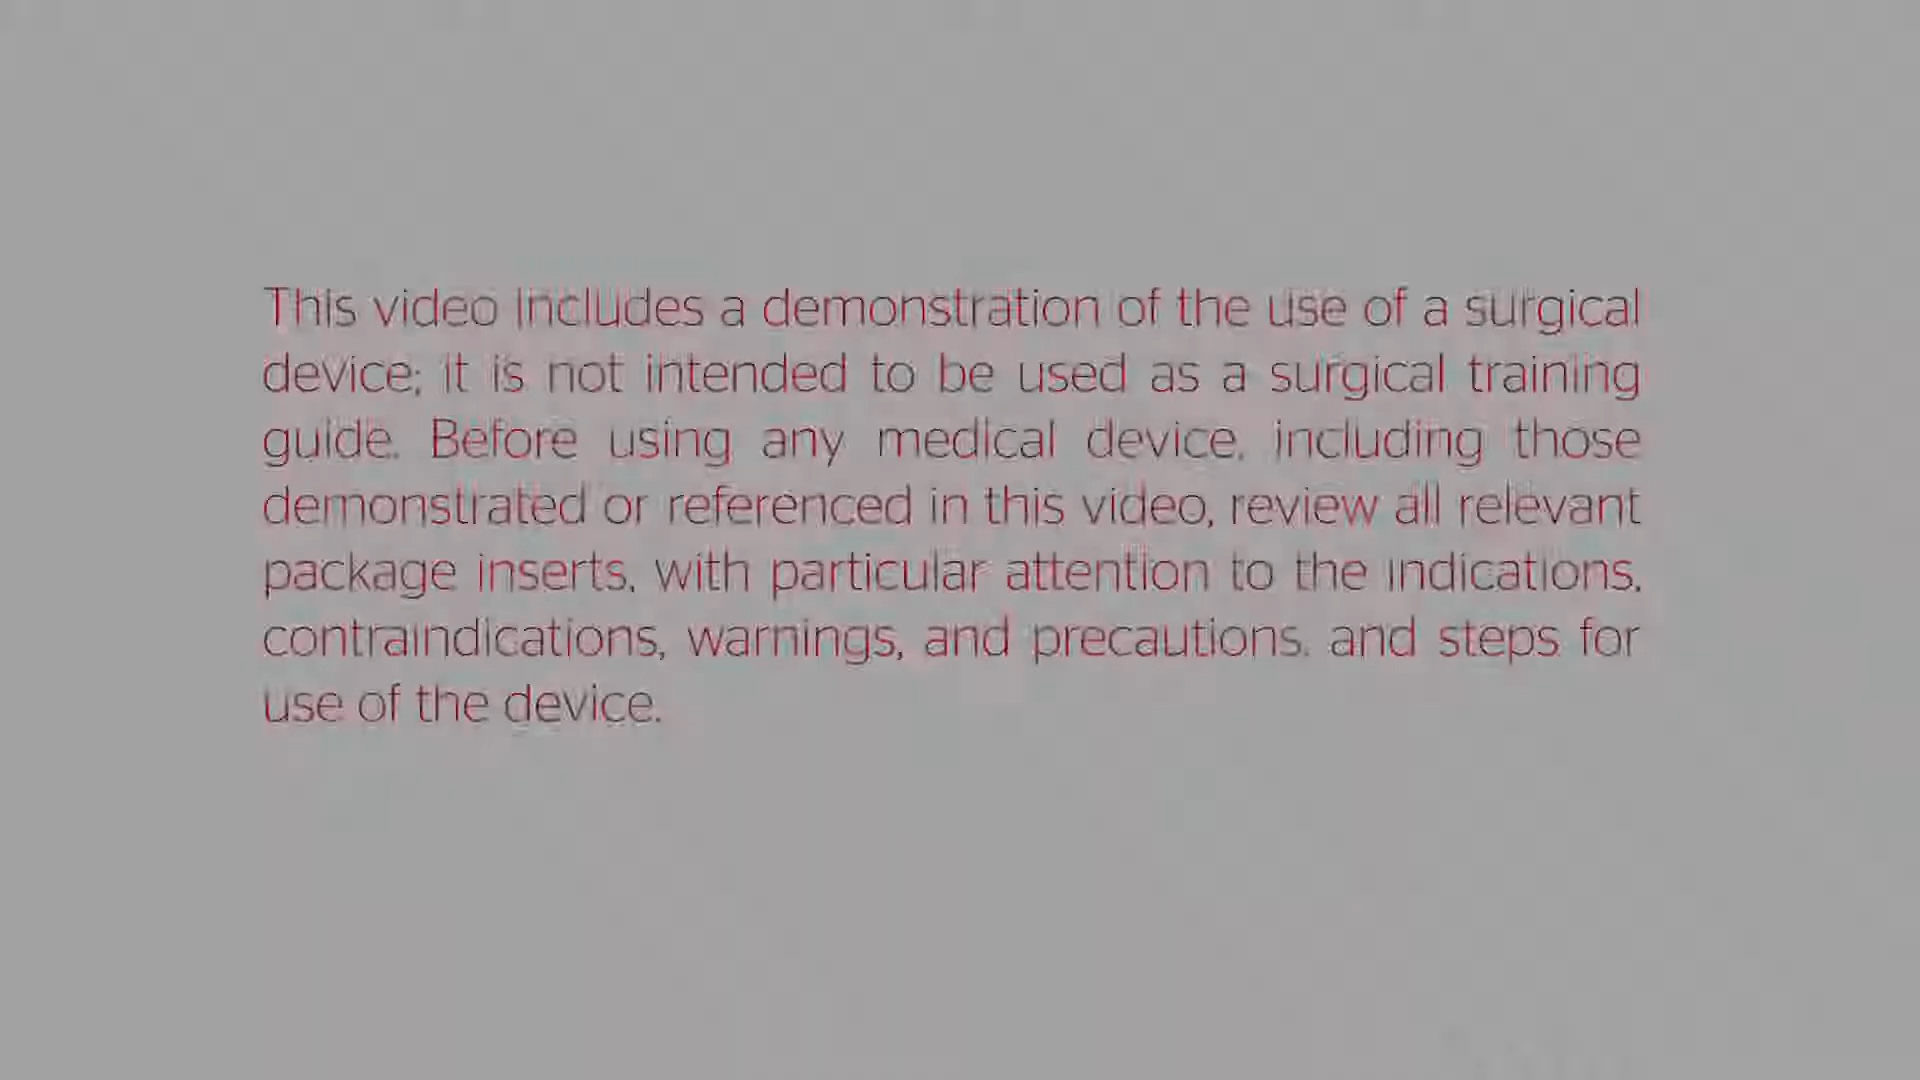 This video includes a demonstration of the use of a surgical
device; it is not intended to be used as a surgical training
guide. Before using any medical device, including those
demonstrated or referenced in this video, review all relevant
package inserts, with particular attention to the indications,
contraindications, warnings, and precautions, and steps for
use of the device.